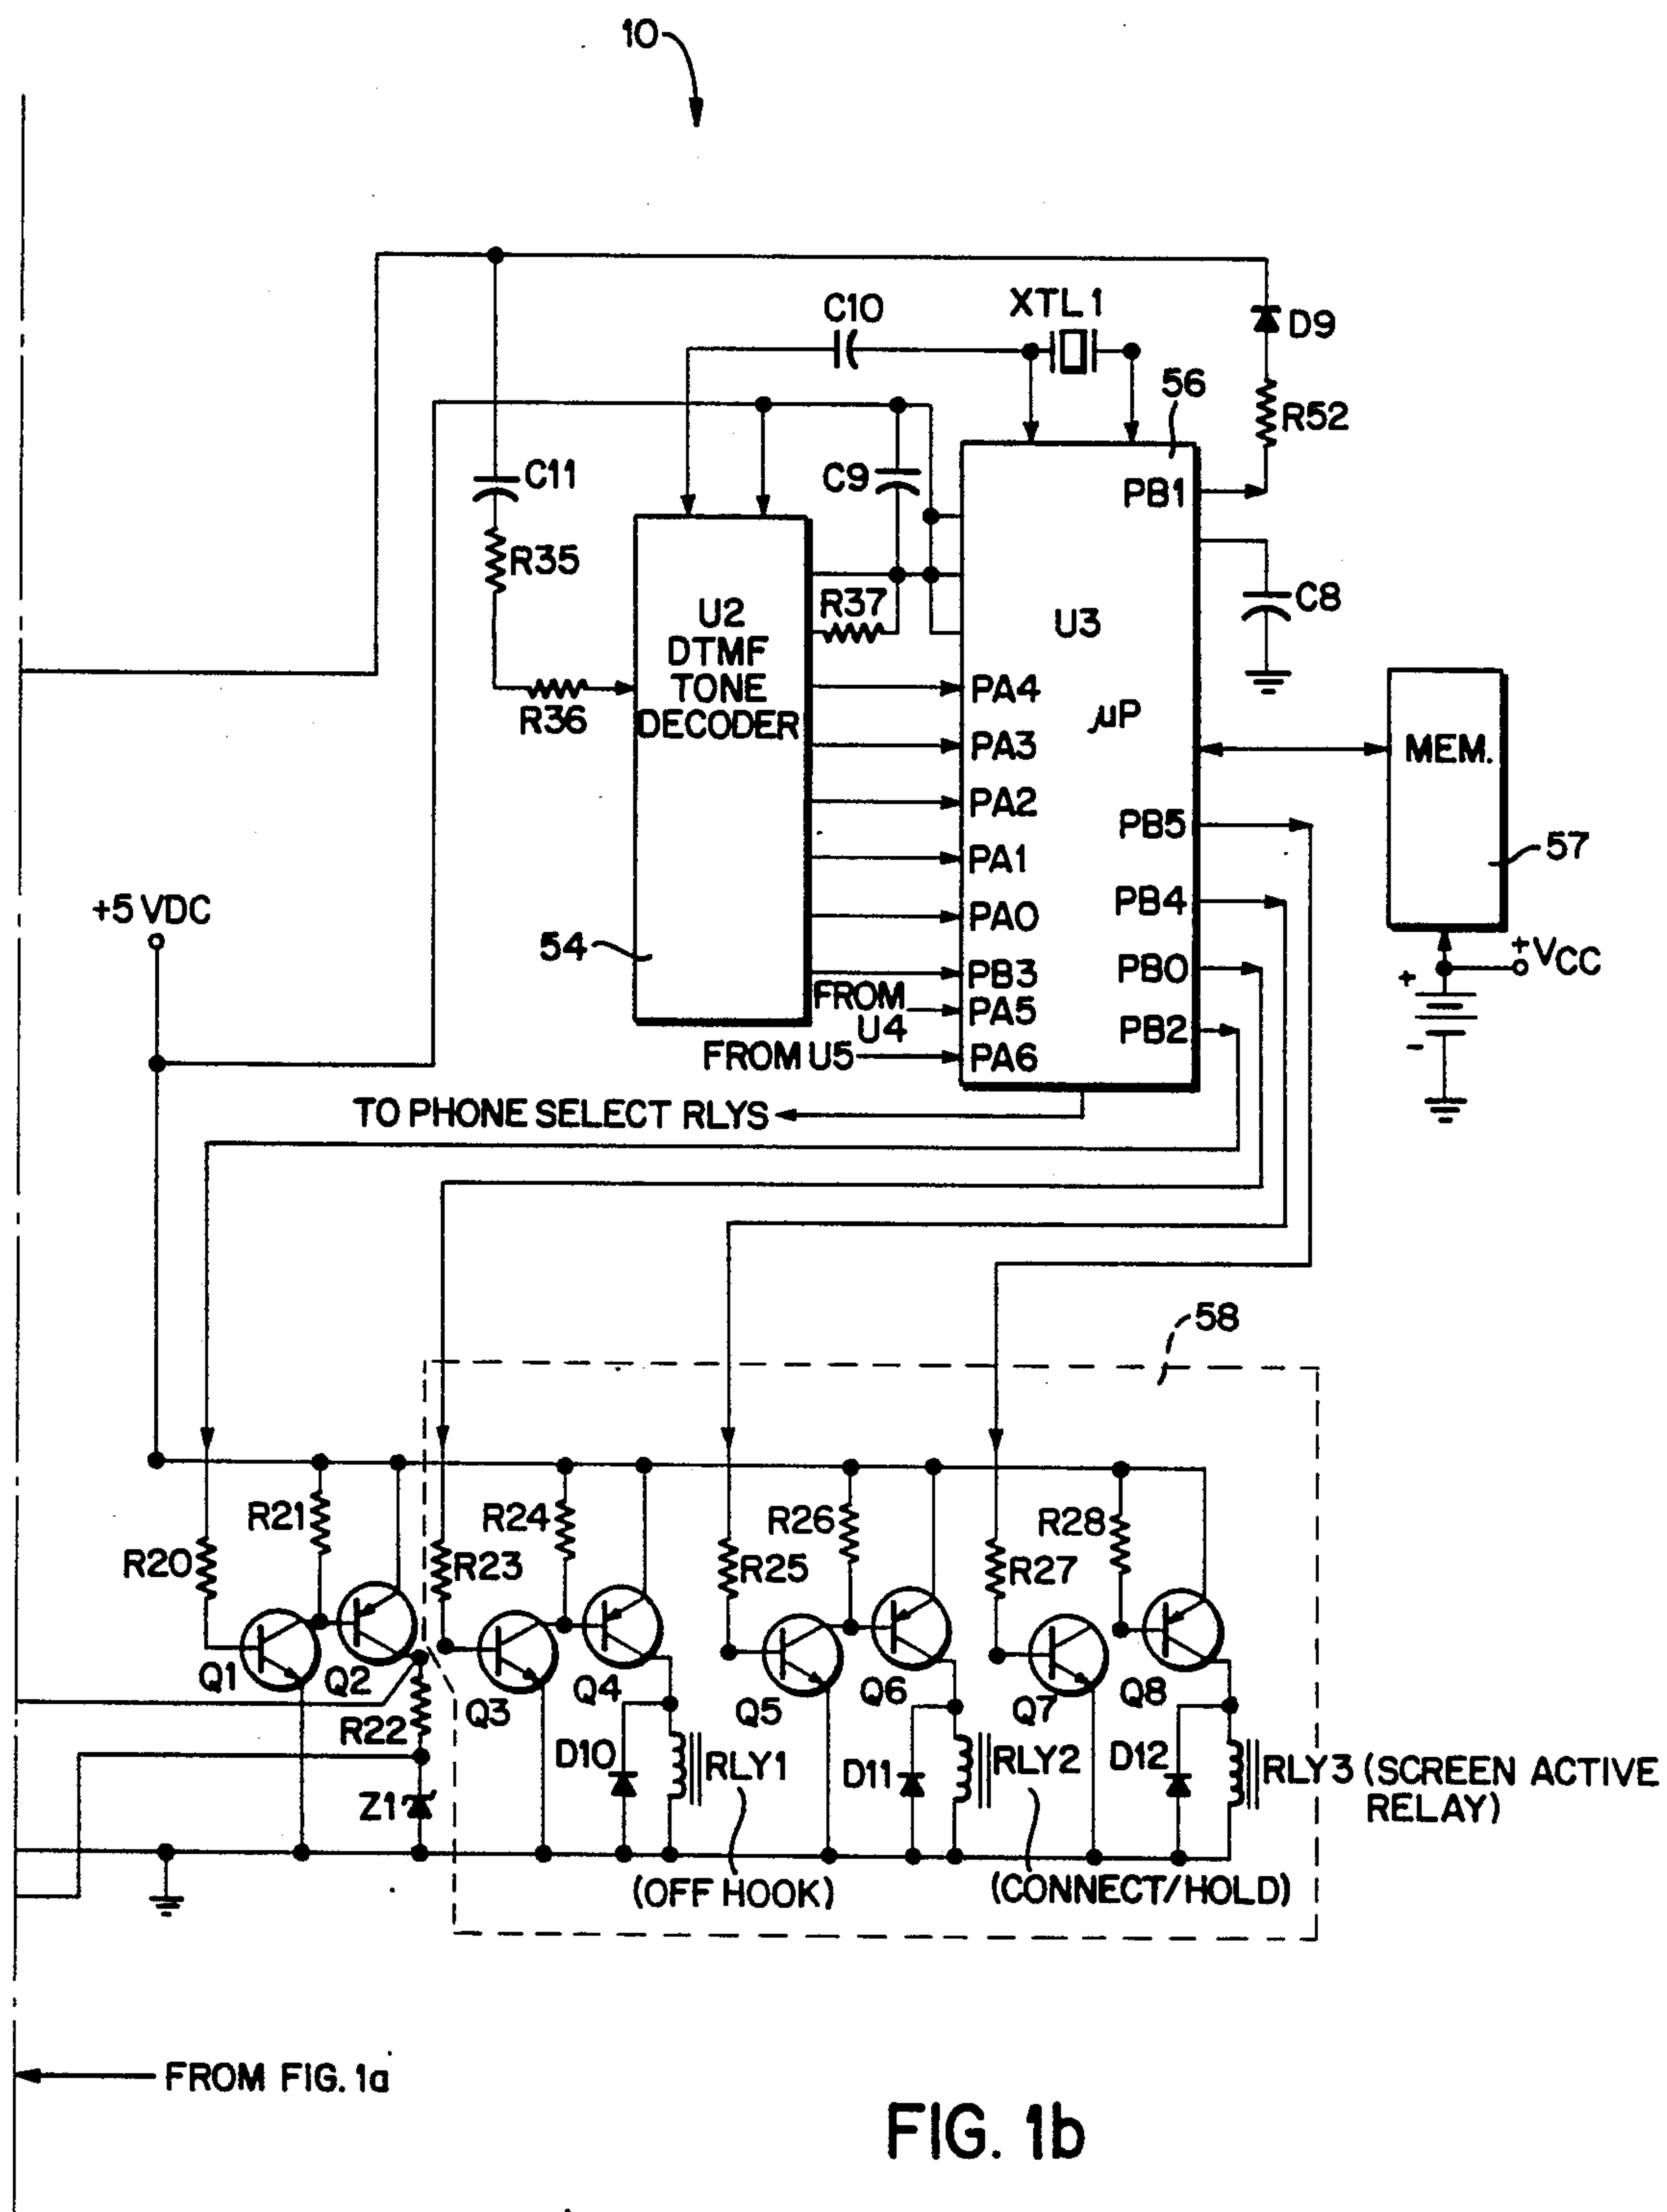 10
C10
XTL1
D9
56
R52
C11
C9
PB1
R35
U2
DTMF
TONE
DECODER
R37
U3
C8
R36
PA4
μP
PA3
MEM.
PA2
PB5
57
PA1
PB4
+5 VDC
PA0
54
PB3
PB0
+
+VCC
FROM
U4
PA5
PB2
-
FROM U5
PA6
TO PHONE SELECT RLYS
58
R21
R24
R26
R28
R20
R23
R25
R27
Q1
Q2
Q3
Q4
Q5
Q6
Q7
Q8
R22
D10
RLY1
D11
RLY2
D12
RLY3 (SCREEN ACTIVE
RELAY)
Z1
(OFF HOOK)
(CONNECT/HOLD)
FROM FIG. 1a
FIG. 1b